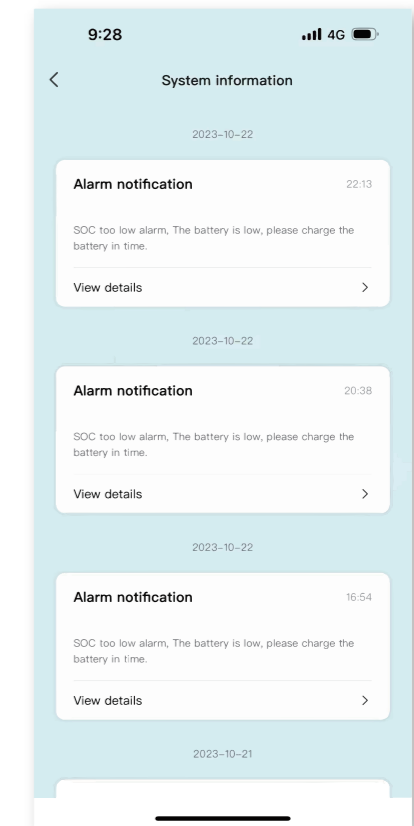 9:28 4G
System information
2023-10-22
Alarm notification 22:13
SOC too low alarm, The battery is low, please charge the
battery in time.
View details
2023-10-22
Alarm notification 20:38
SOC too low alarm, The battery is low, please charge the
battery in time.
View details
2023-10-22
Alarm notification 16:54
SOC too low alarm, The battery is low, please charge the
battery in time.
View details
2023-10-21